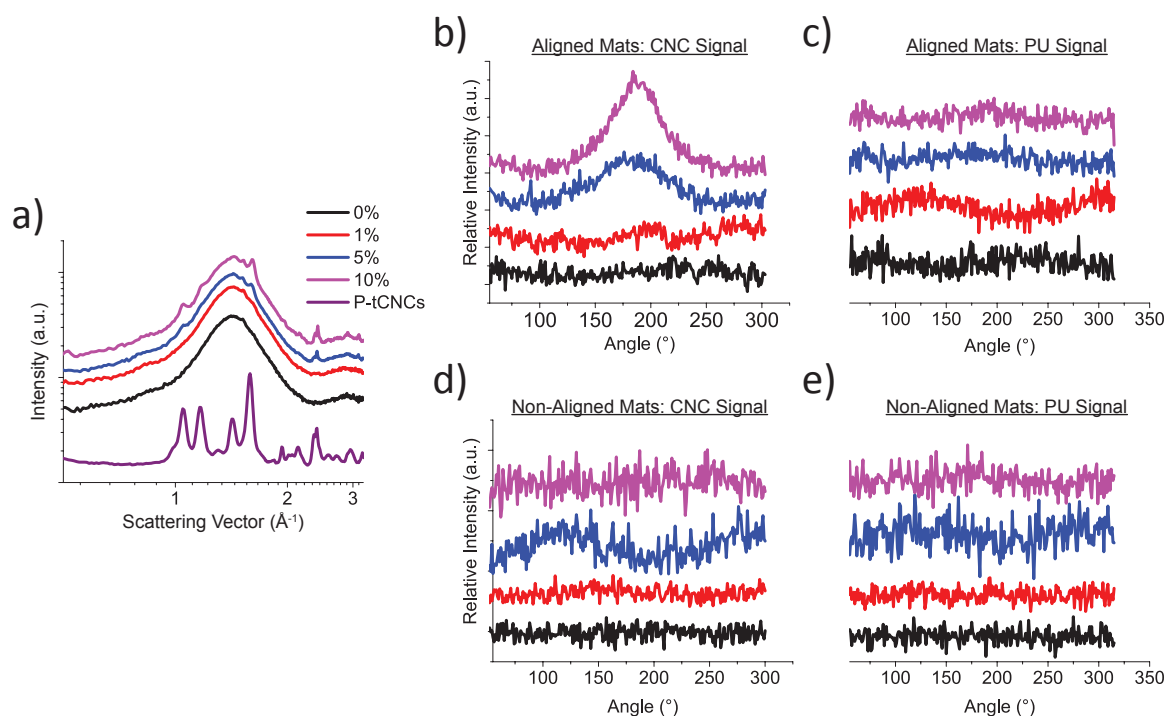 a)
0%
1%
5%
10%
P-tCNCs
Intensity (a.u.)
1 2 3
Scattering Vector (Å-1)
b)
Aligned Mats: CNC Signal
Relative Intensity (a.u.)
100 150 200 250 300
Angle (°)
c)
Aligned Mats: PU Signal
100 150 200 250 300 350
Angle (°)
d)
Non-Aligned Mats: CNC Signal
Relative Intensity (a.u.)
100 150 200 250 300
Angle (°)
e)
Non-Aligned Mats: PU Signal
100 150 200 250 300 350
Angle (°)